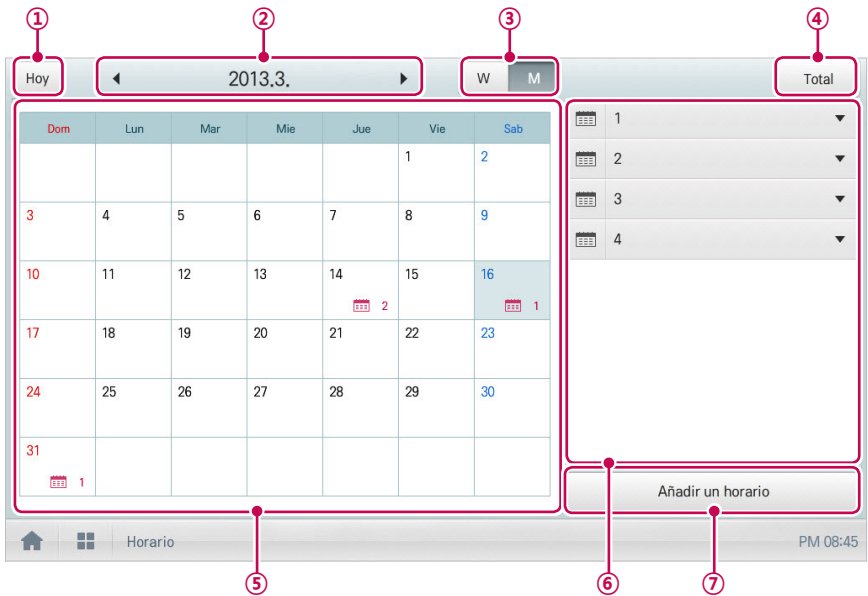 ① ② ③ ④
Hoy 2013.3. W M Total
Dom Lun Mar Mie Jue Vie Sab
1 2
3 4 5 6 7 8 9
10 11 12 13 14 15 16
2 1
17 18 19 20 21 22 23
24 25 26 27 28 29 30
31
1
1
2
3
4
Añadir un horario
Horario PM 08:45
⑤ ⑥ ⑦